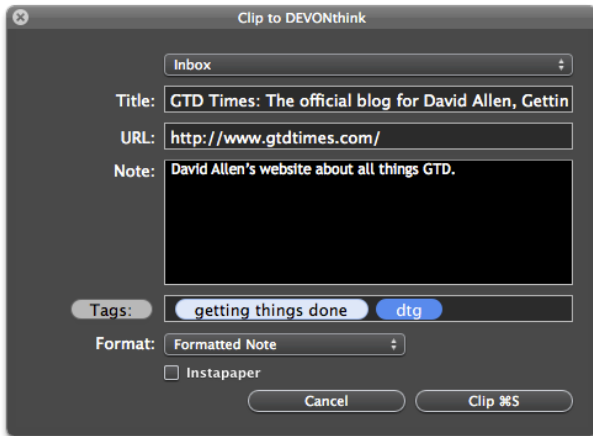 Clip to DEVONthink
Inbox
Title: GTD Times: The official blog for David Allen, Gettin
URL: http://www.gtdtimes.com/
Note: David Allen's website about all things GTD.
Tags: getting things done dtg
Format: Formatted Note
Instapaper
Cancel Clip ⌘S